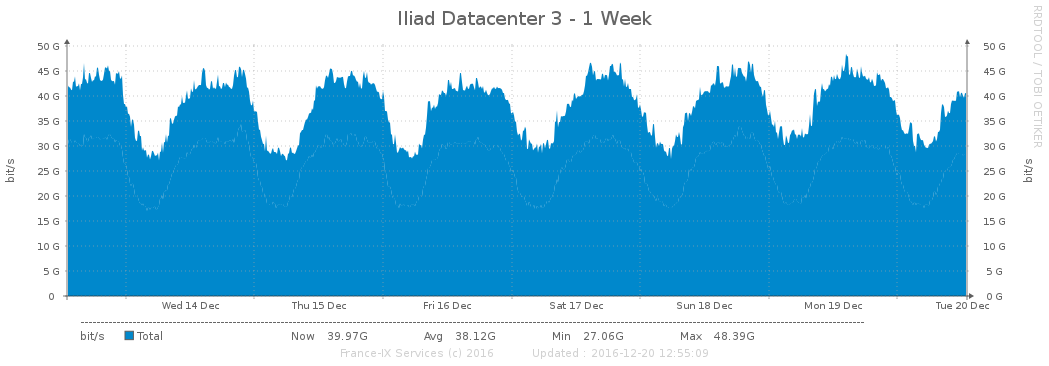 Iliad Datacenter 3 - 1 Week
RRDTOOL / TOBI OETIKER
50 G 50 G
45 G 45 G
40 G 40 G
35 G 35 G
30 G 30 G
25 G 25 G
20 G 20 G
15 G 15 G
10 G 10 G
5 G 5 G
0 0 G
bit/s bit/s
Wed 14 Dec Thu 15 Dec Fri 16 Dec Sat 17 Dec Sun 18 Dec Mon 19 Dec Tue 20 Dec
bit/s Total Now 39.97G Avg 38.12G Min 27.06G Max 48.39G
France-IX Services (c) 2016 Updated : 2016-12-20 12:55:09